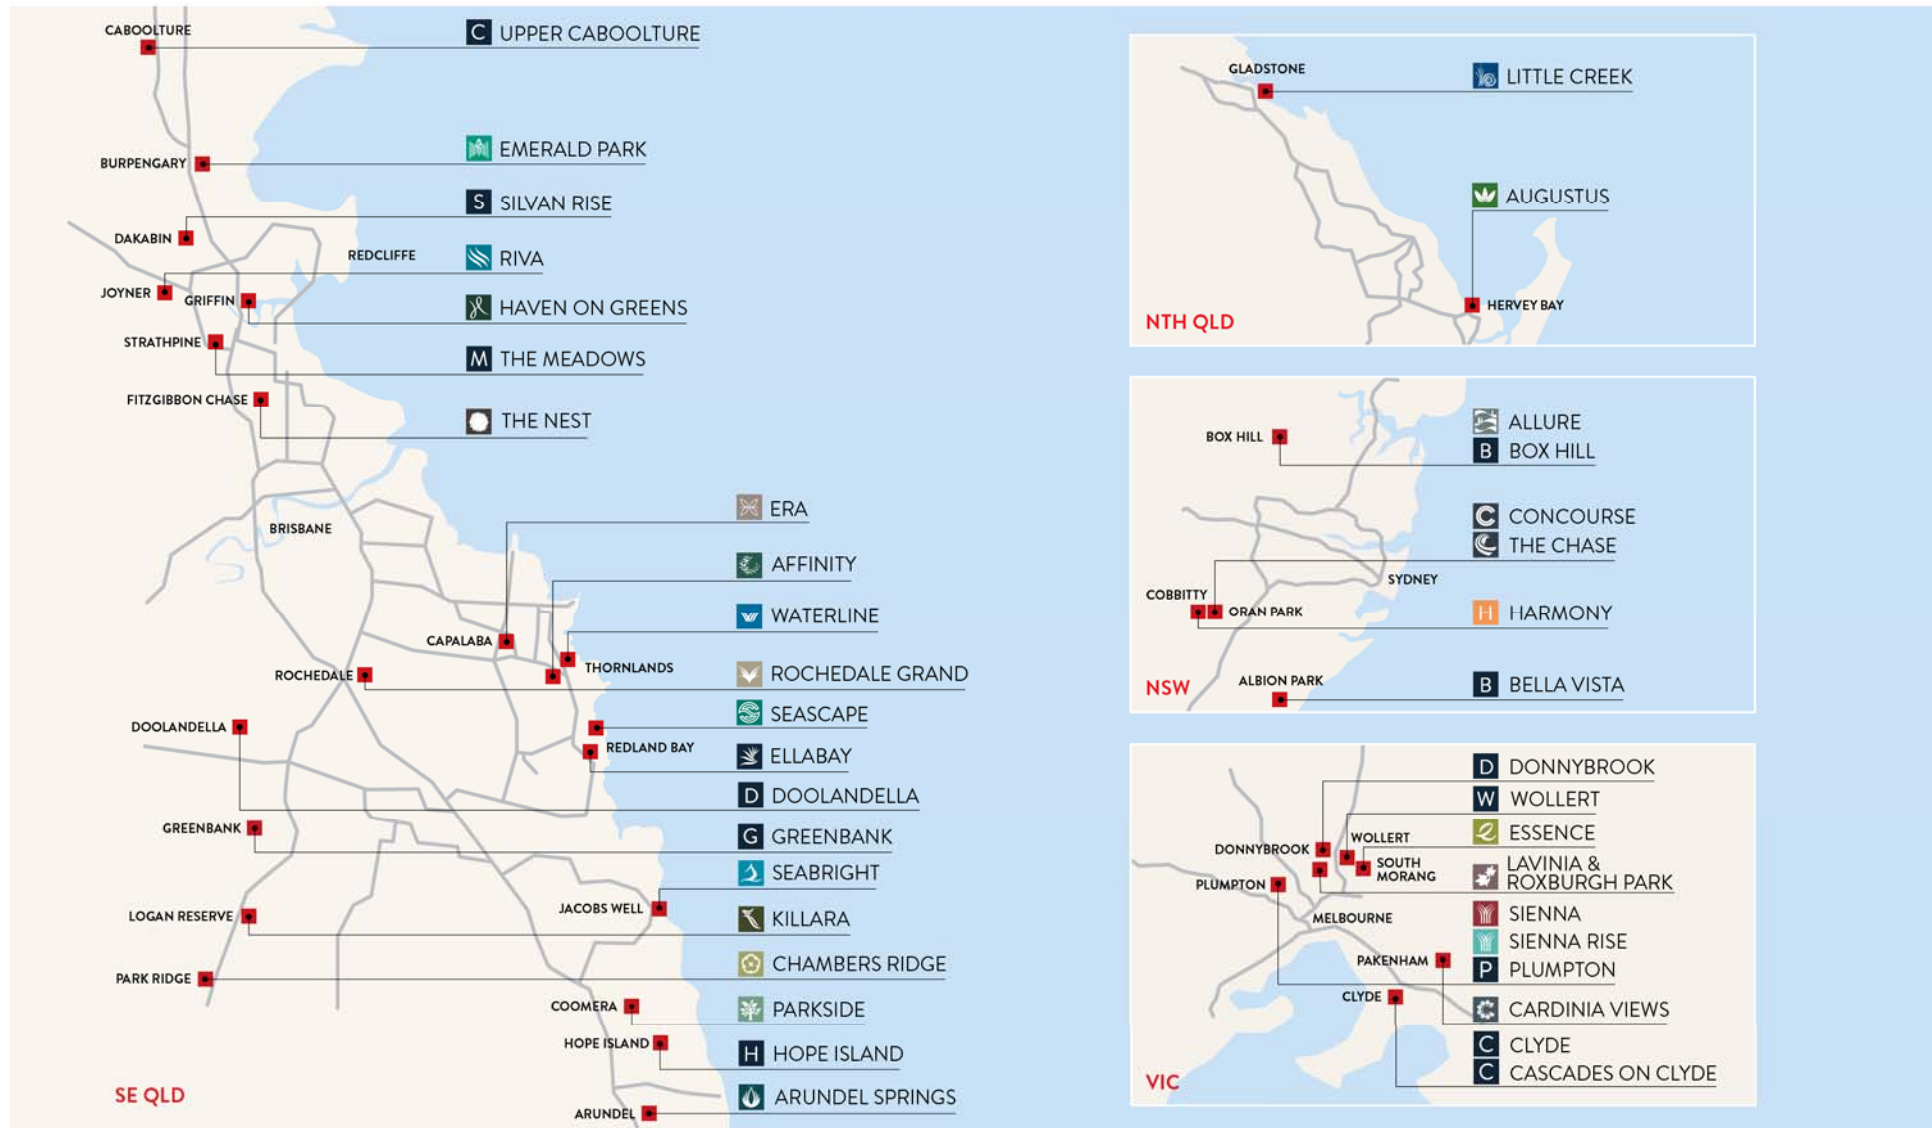 CABOOLTURE
C UPPER CABOOLTURE
BURPENGARY
EMERALD PARK
S SILVAN RISE
DAKABIN
REDCLIFFE
RIVA
JOYNER
GRIFFIN
HAVEN ON GREENS
STRATHPINE
M THE MEADOWS
FITZGIBBON CHASE
THE NEST
BRISBANE
ERA
AFFINITY
WATERLINE
CAPALABA
THORNLANDS
ROCHEDALE
ROCHEDALE GRAND
SEASCAPE
DOOLANDELLA
REDLAND BAY
ELLABAY
D DOOLANDELLA
GREENBANK
G GREENBANK
SEABRIGHT
JACOBS WELL
LOGAN RESERVE
KILLARA
CHAMBERS RIDGE
PARK RIDGE
COOMERA
PARKSIDE
HOPE ISLAND
H HOPE ISLAND
SE QLD
ARUNDEL SPRINGS
ARUNDEL
GLADSTONE
LITTLE CREEK
AUGUSTUS
HERVEY BAY
NTH QLD
ALLURE
BOX HILL
B BOX HILL
C CONCOURSE
THE CHASE
SYDNEY
COBBITTY
ORAN PARK
H HARMONY
ALBION PARK
NSW
B BELLA VISTA
D DONNYBROOK
W WOLLERT
ESSENCE
WOLLERT
DONNYBROOK
SOUTH
MORANG
LAVINIA &
ROXBURGH PARK
PLUMPTON
MELBOURNE
SIENNA
SIENNA RISE
PAKENHAM
P PLUMPTON
CLYDE
CARDINIA VIEWS
C CLYDE
C CASCADES ON CLYDE
VIC